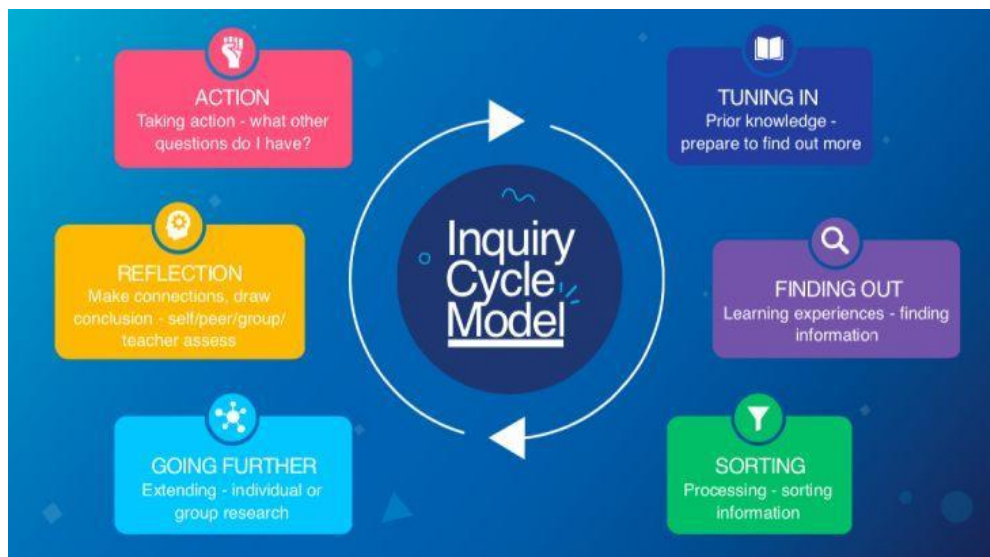 Inquiry
Cycle
Model
TUNING IN
Prior knowledge -
prepare to find out more
FINDING OUT
Learning experiences - finding
information
SORTING
Processing - sorting
information
GOING FURTHER
Extending - individual or
group research
REFLECTION
Make connections, draw
conclusion - self/peer/group/
teacher assess
ACTION
Taking action - what other
questions do I have?